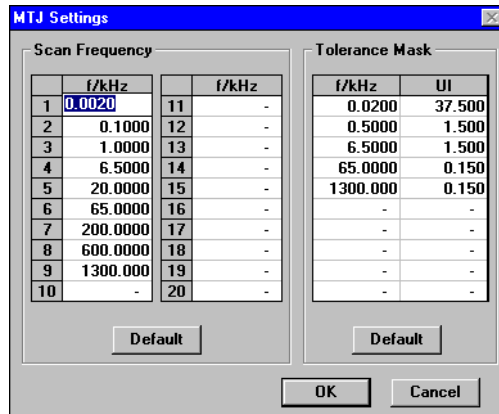 MTJ Settings
Scan Frequency
f/kHz f/kHz
1 0.0020 11 -
2 0.1000 12 -
3 1.0000 13 -
4 6.5000 14 -
5 20.0000 15 -
6 65.0000 16 -
7 200.0000 17 -
8 600.0000 18 -
9 1300.000 19 -
10 - 20 -
Default
Tolerance Mask
f/kHz UI
0.0200 37.500
0.5000 1.500
6.5000 1.500
65.0000 0.150
1300.000 0.150
- -
- -
- -
- -
- -
Default
OK Cancel